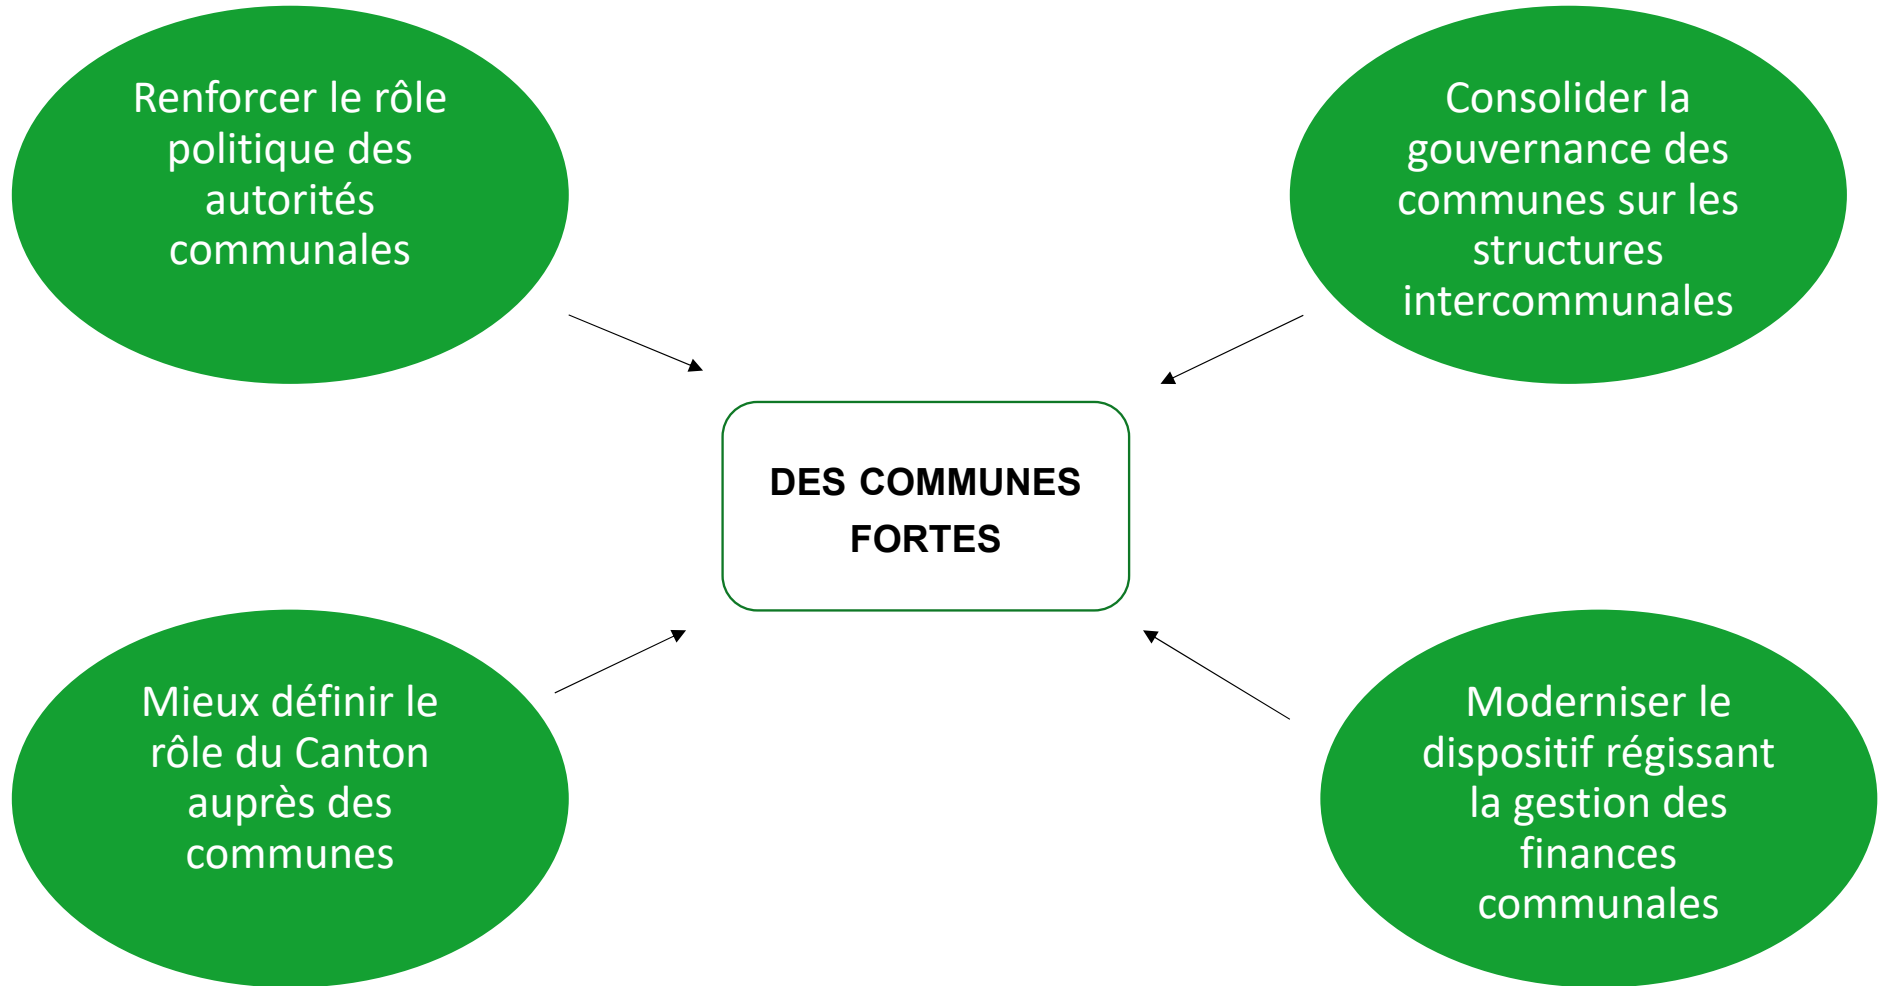 Renforcer le rôle
politique des
autorités
communales
Consolider la
gouvernance des
communes sur les
structures
intercommunales
DES COMMUNES
FORTES
Mieux définir le
rôle du Canton
auprès des
communes
Moderniser le
dispositif régissant
la gestion des
finances
communales